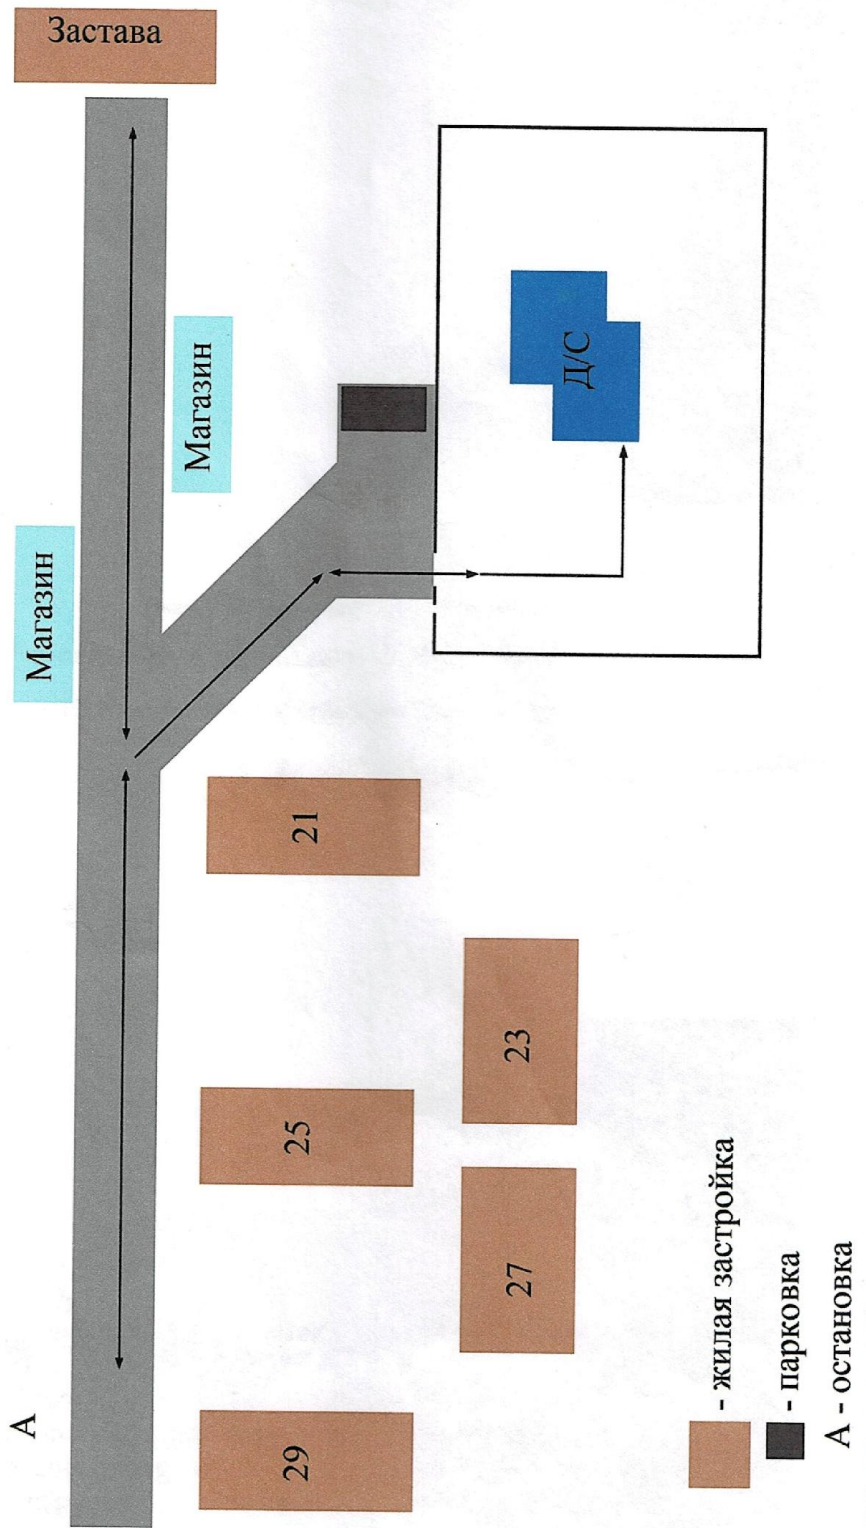 Застава
Магазин
Магазин
Д/С
21
23
25
27
29
А
- жилая застройка
- парковка
А - остановка